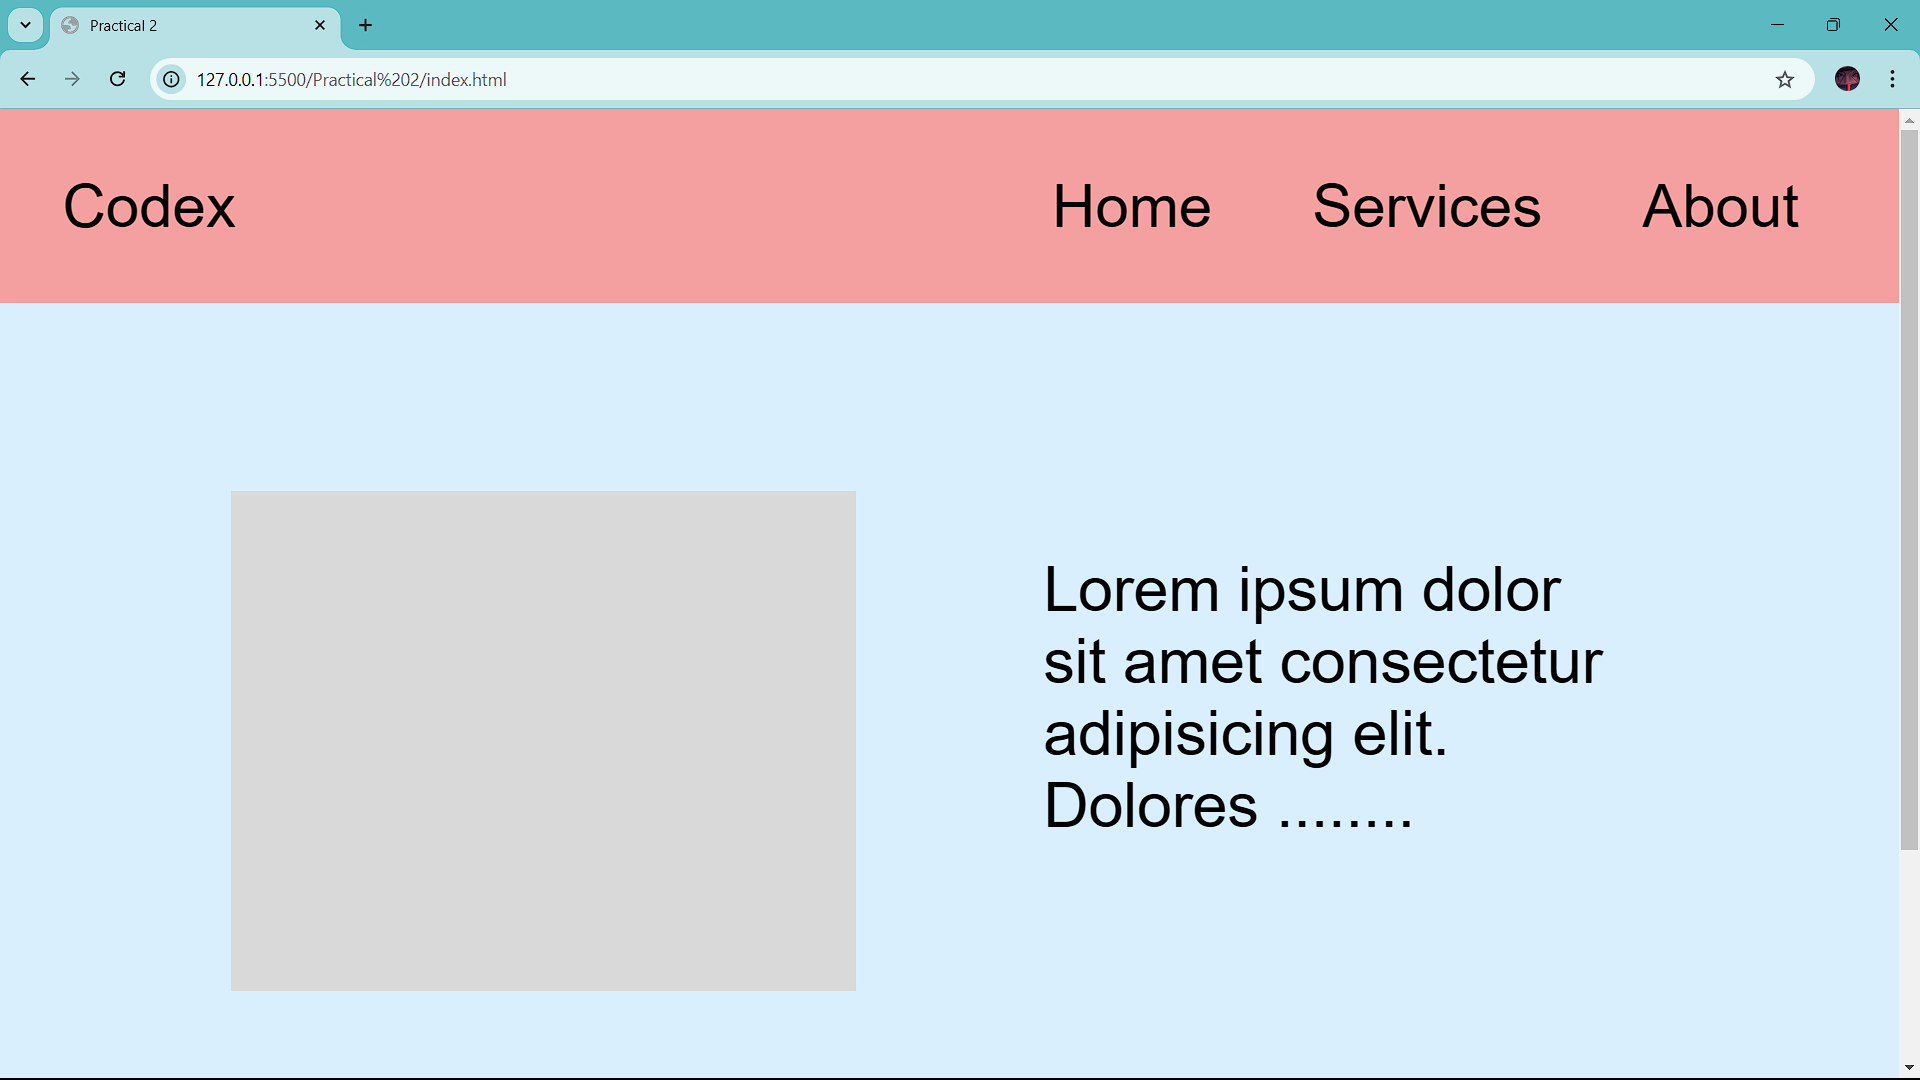 Practical 2
127.0.0.1:5500/Practical%202/index.html
Codex
Home Services About
Lorem ipsum dolor
sit amet consectetur
adipisicing elit.
Dolores ........